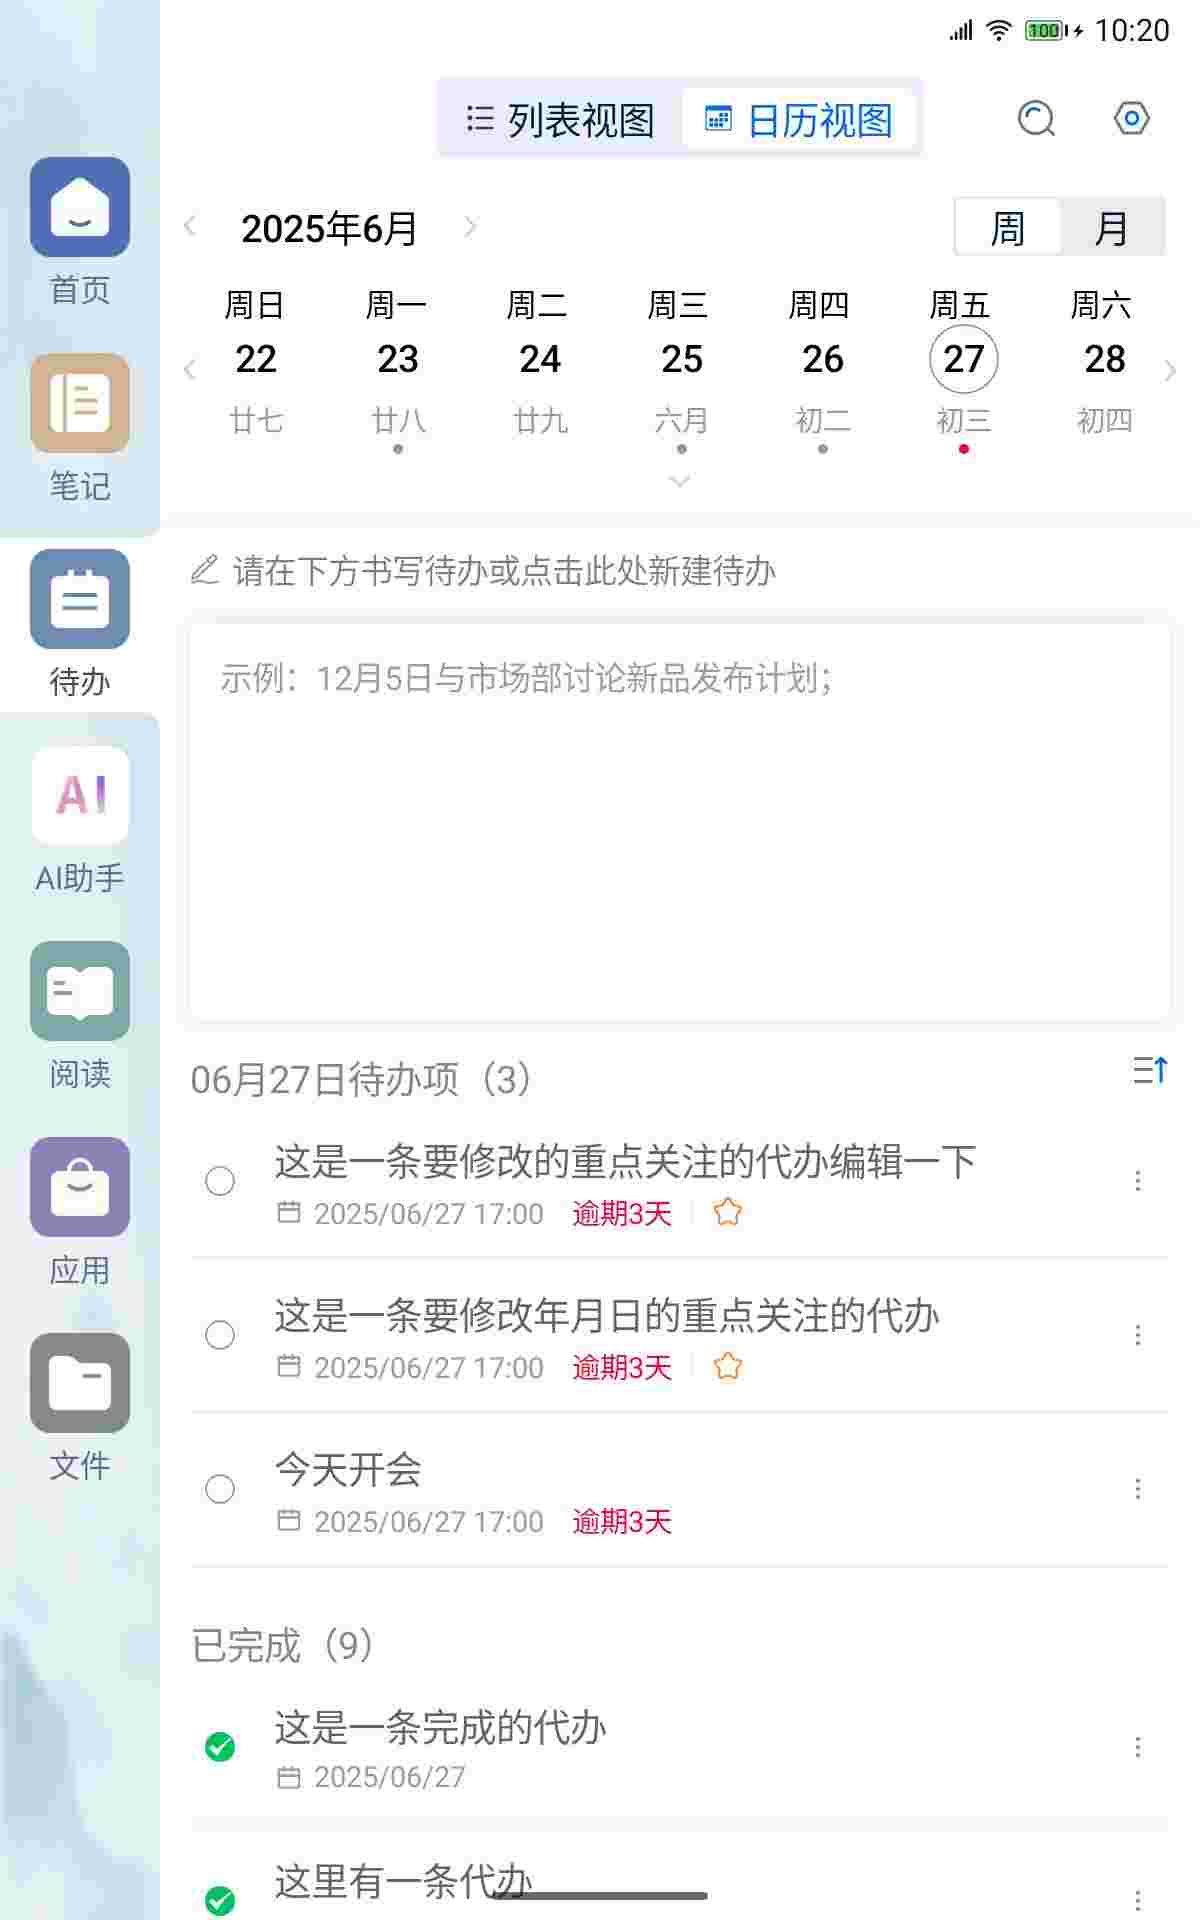 100 10:20
列表视图 日历视图
2025年6月 周 月
周日 周一 周二 周三 周四 周五 周六
22 23 24 25 26 27 28
廿七 廿八 廿九 六月 初二 初三 初四
请在下方书写待办或点击此处新建待办
示例：12月5日与市场部讨论新品发布计划；
06月27日待办项（3）
这是一条要修改的重点关注的代办编辑一下
2025/06/27 17:00 逾期3天
这是一条要修改年月日的重点关注的代办
2025/06/27 17:00 逾期3天
今天开会
2025/06/27 17:00 逾期3天
已完成（9）
这是一条完成的代办
2025/06/27
这里有一条代办
首页
笔记
待办
AI
AI助手
阅读
应用
文件